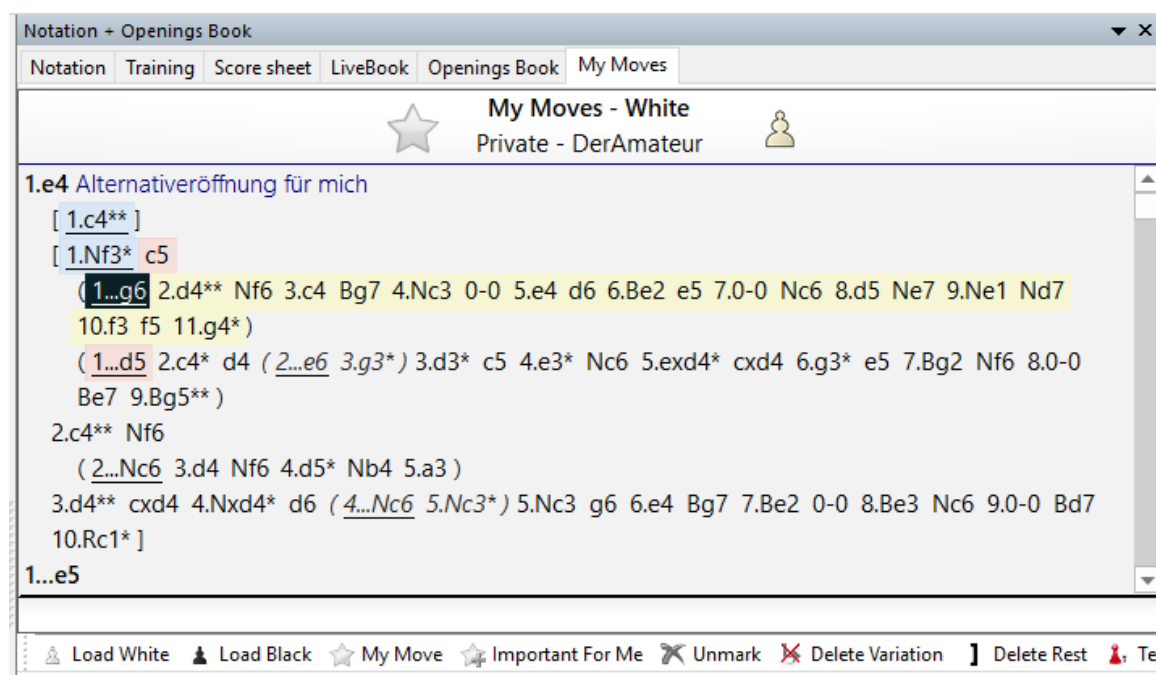 Notation + Openings Book
Notation Training Score sheet LiveBook Openings Book My Moves
My Moves - White
Private - DerAmateur
1.e4 Alternativeröffnung für mich
[ 1.c4** ]
[ 1.Nf3* c5
( 1...g6 2.d4** Nf6 3.c4 Bg7 4.Nc3 0-0 5.e4 d6 6.Be2 e5 7.0-0 Nc6 8.d5 Ne7 9.Ne1 Nd7
10.f3 f5 11.g4* )
( 1...d5 2.c4* d4 ( 2...e6 3.g3* ) 3.d3* c5 4.e3* Nc6 5.exd4* cxd4 6.g3* e5 7.Bg2 Nf6 8.0-0
Be7 9.Bg5** )
2.c4** Nf6
( 2...Nc6 3.d4 Nf6 4.d5* Nb4 5.a3 )
3.d4** cxd4 4.Nxd4* d6 ( 4...Nc6 5.Nc3* ) 5.Nc3 g6 6.e4 Bg7 7.Be2 0-0 8.Be3 Nc6 9.0-0 Bd7
10.Rc1* ]
1...e5
Load White Load Black My Move Important For Me Unmark Delete Variation ] Delete Rest Te